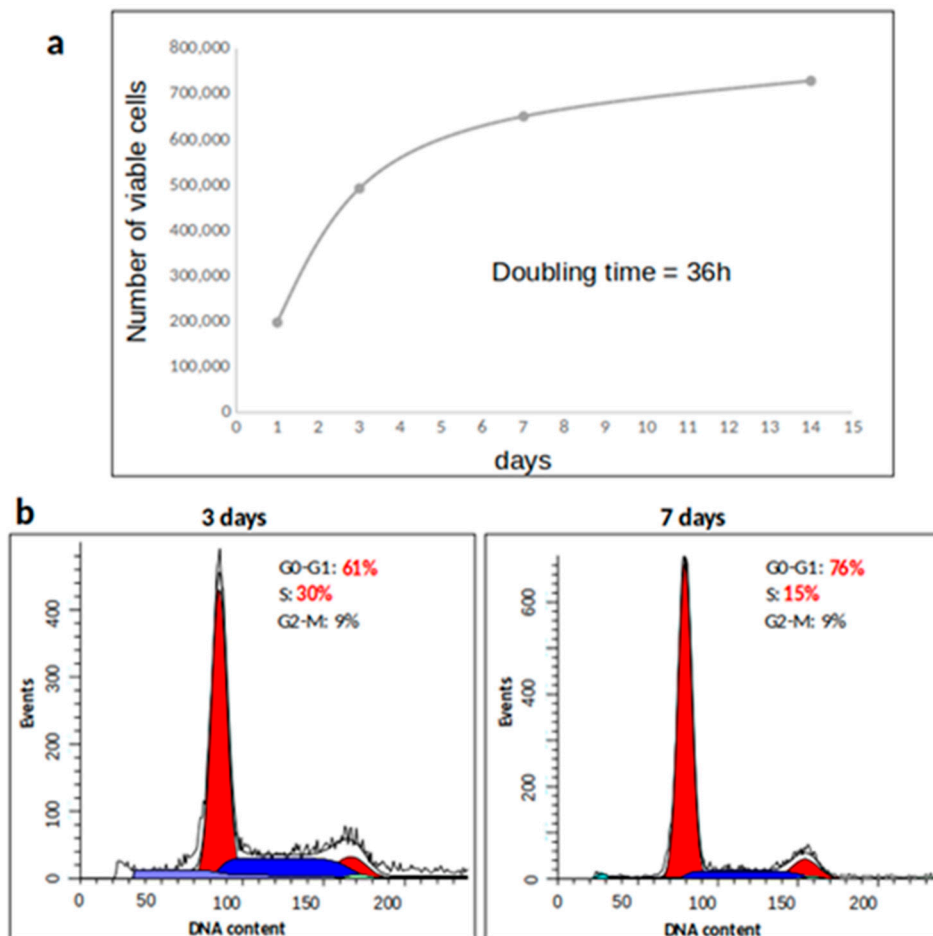 a
800,000
700,000
600,000
500,000
400,000
300,000
200,000
100,000
0
Number of viable cells
Doubling time = 36h
0 1 2 3 4 5 6 7 8 9 10 11 12 13 14 15
days
b
3 days
G0-G1: 61%
S: 30%
G2-M: 9%
400
300
200
100
0
Events
0 50 100 150 200
DNA content
7 days
G0-G1: 76%
S: 15%
G2-M: 9%
600
400
200
0
Events
0 50 100 150 200
DNA content